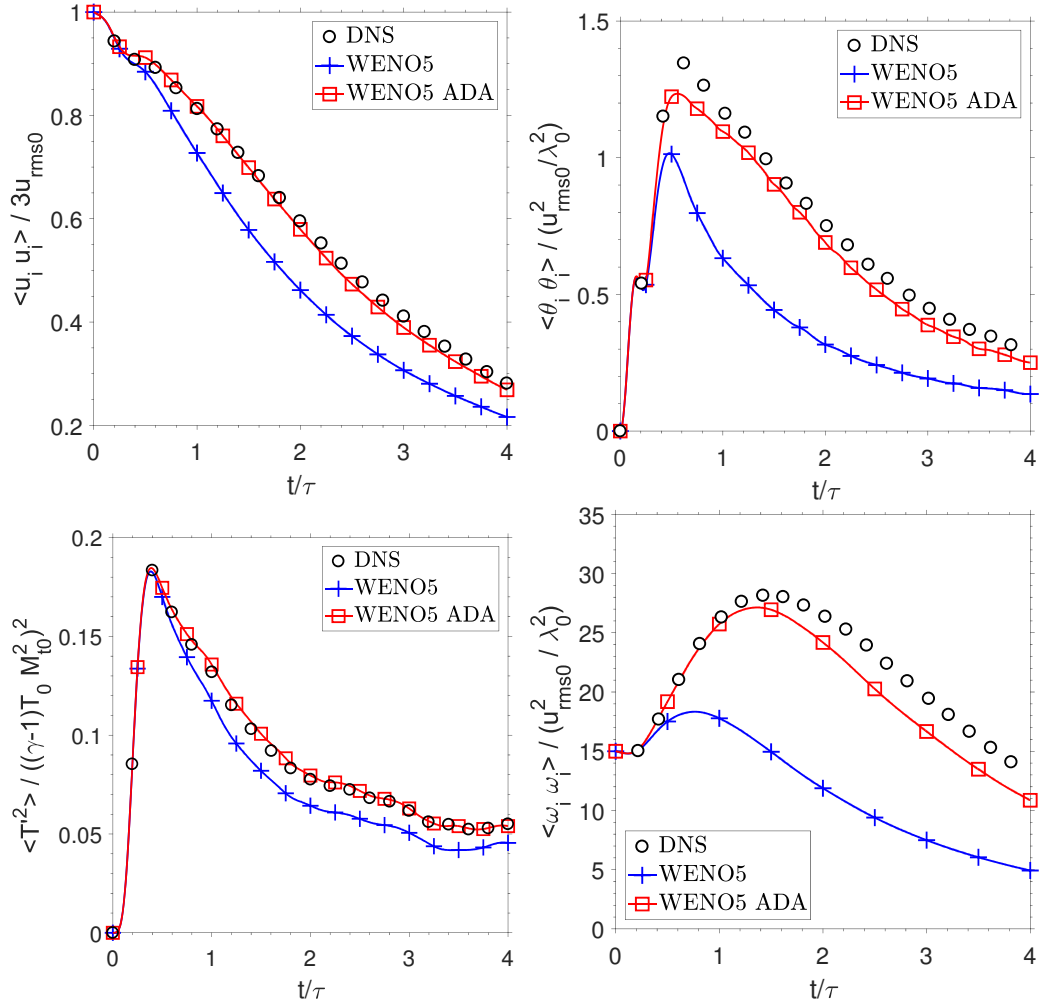 1
0.8
0.6
0.4
0.2
0 1 2 3 4
t/τ
<u_i u_i> / 3u_rms0
DNS
WENO5
WENO5 ADA
1.5
1
0.5
0
0 1 2 3 4
t/τ
<θ_i θ_i> / (u²_rms0/λ²_0)
DNS
WENO5
WENO5 ADA
0.2
0.15
0.1
0.05
0
0 1 2 3 4
t/τ
<T'²> / ((γ-1)T_0 M²_t0)²
DNS
WENO5
WENO5 ADA
35
30
25
20
15
10
5
0
0 1 2 3 4
t/τ
<ω_i ω_i> / (u²_rms0 / λ²_0)
DNS
WENO5
WENO5 ADA